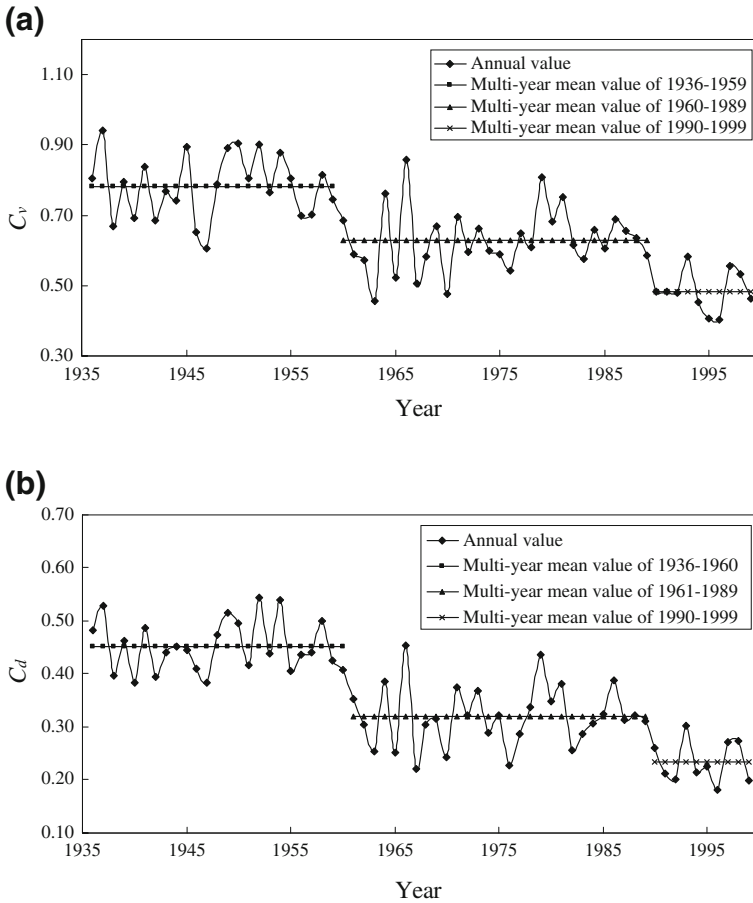 (a)
1.10
0.90
0.70
0.50
0.30
Cv
Annual value
Multi-year mean value of 1936-1959
Multi-year mean value of 1960-1989
Multi-year mean value of 1990-1999
1935
1945
1955
1965
1975
1985
1995
Year
(b)
0.70
0.60
0.50
0.40
0.30
0.20
0.10
Cd
Annual value
Multi-year mean value of 1936-1960
Multi-year mean value of 1961-1989
Multi-year mean value of 1990-1999
1935
1945
1955
1965
1975
1985
1995
Year